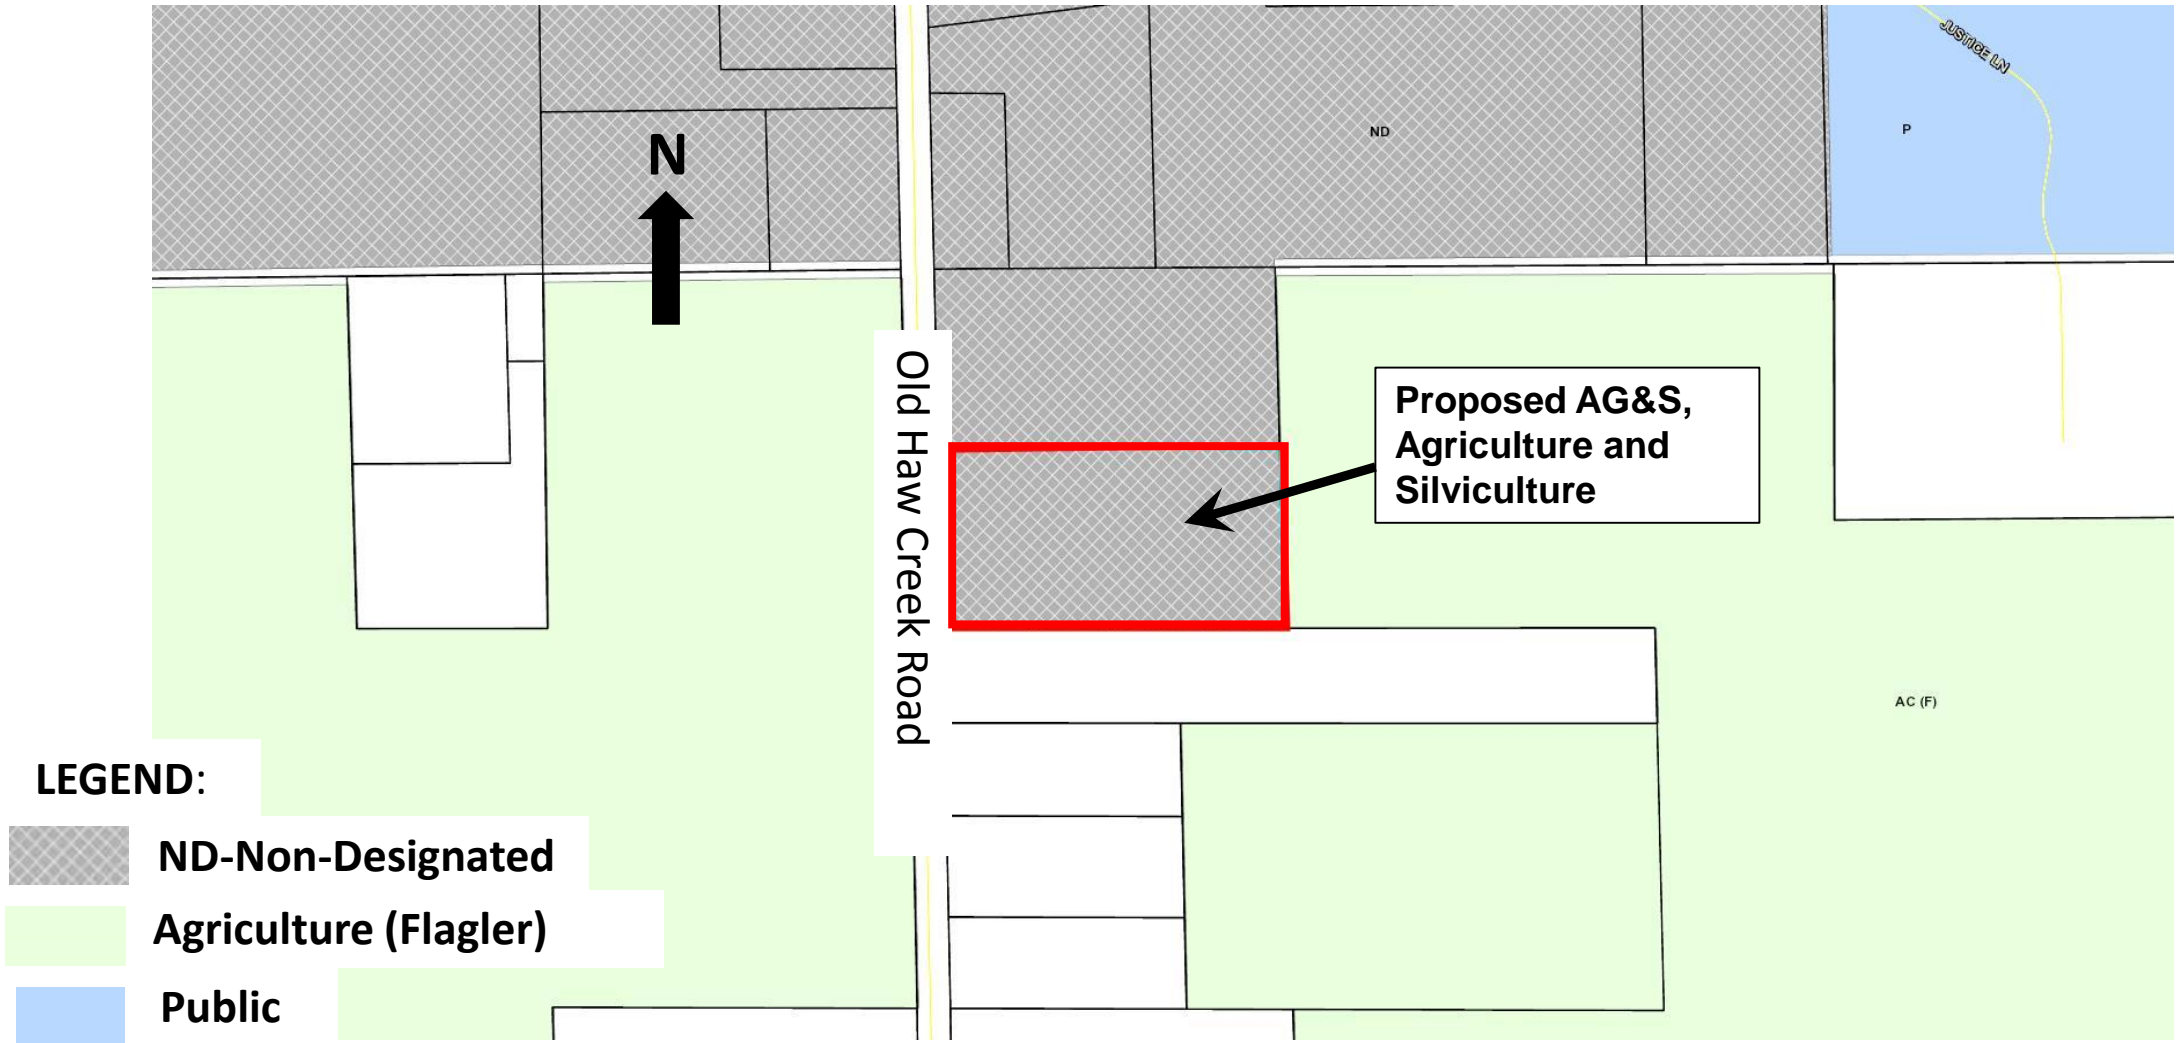 JUSTICE LN
ND
P
N
Old Haw Creek Road
Proposed AG&S,
Agriculture and
Silviculture
AC (F)
LEGEND:
ND-Non-Designated
Agriculture (Flagler)
Public